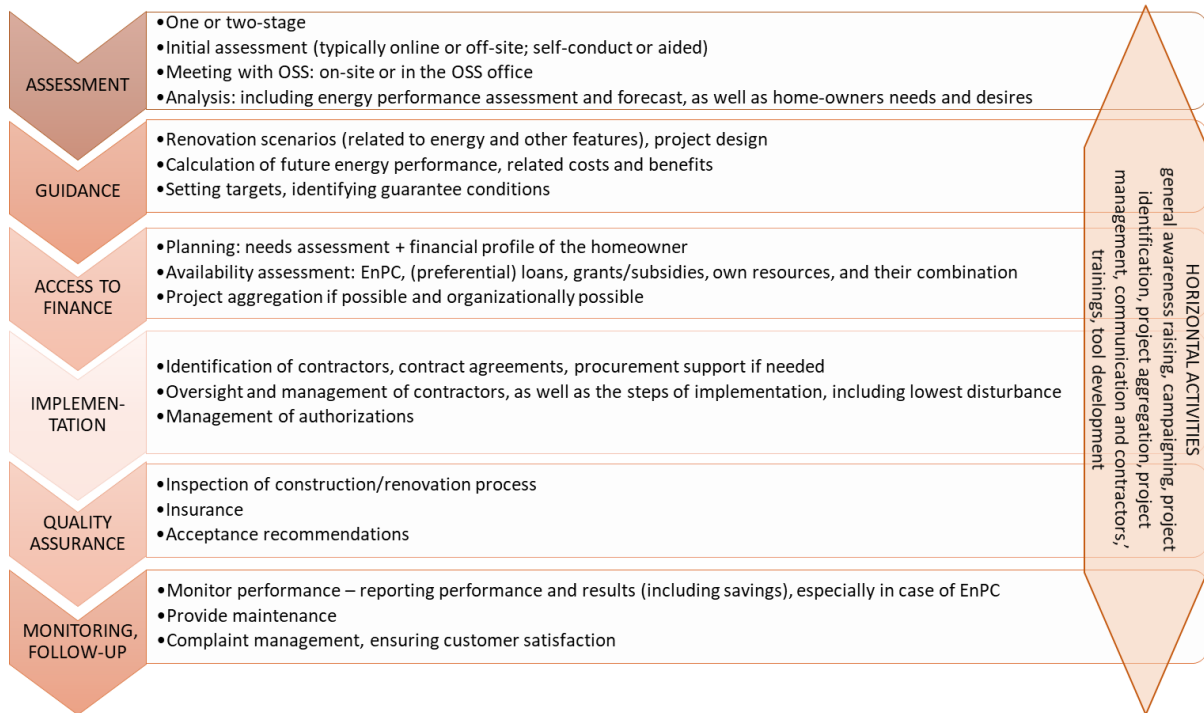 ASSESSMENT
•One or two-stage
•Initial assessment (typically online or off-site; self-conduct or aided)
•Meeting with OSS: on-site or in the OSS office
•Analysis: including energy performance assessment and forecast, as well as home-owners needs and desires
GUIDANCE
•Renovation scenarios (related to energy and other features), project design
•Calculation of future energy performance, related costs and benefits
•Setting targets, identifying guarantee conditions
ACCESS TO
FINANCE
•Planning: needs assessment + financial profile of the homeowner
•Availability assessment: EnPC, (preferential) loans, grants/subsidies, own resources, and their combination
•Project aggregation if possible and organizationally possible
IMPLEMEN-
TATION
•Identification of contractors, contract agreements, procurement support if needed
•Oversight and management of contractors, as well as the steps of implementation, including lowest disturbance
•Management of authorizations
QUALITY
ASSURANCE
•Inspection of construction/renovation process
•Insurance
•Acceptance recommendations
MONITORING,
FOLLOW-UP
•Monitor performance – reporting performance and results (including savings), especially in case of EnPC
•Provide maintenance
•Complaint management, ensuring customer satisfaction
HORIZONTAL ACTIVITIES
general awareness raising, campaigning, project
identification, project aggregation, project
management, communication and contractors,’
trainings, tool development